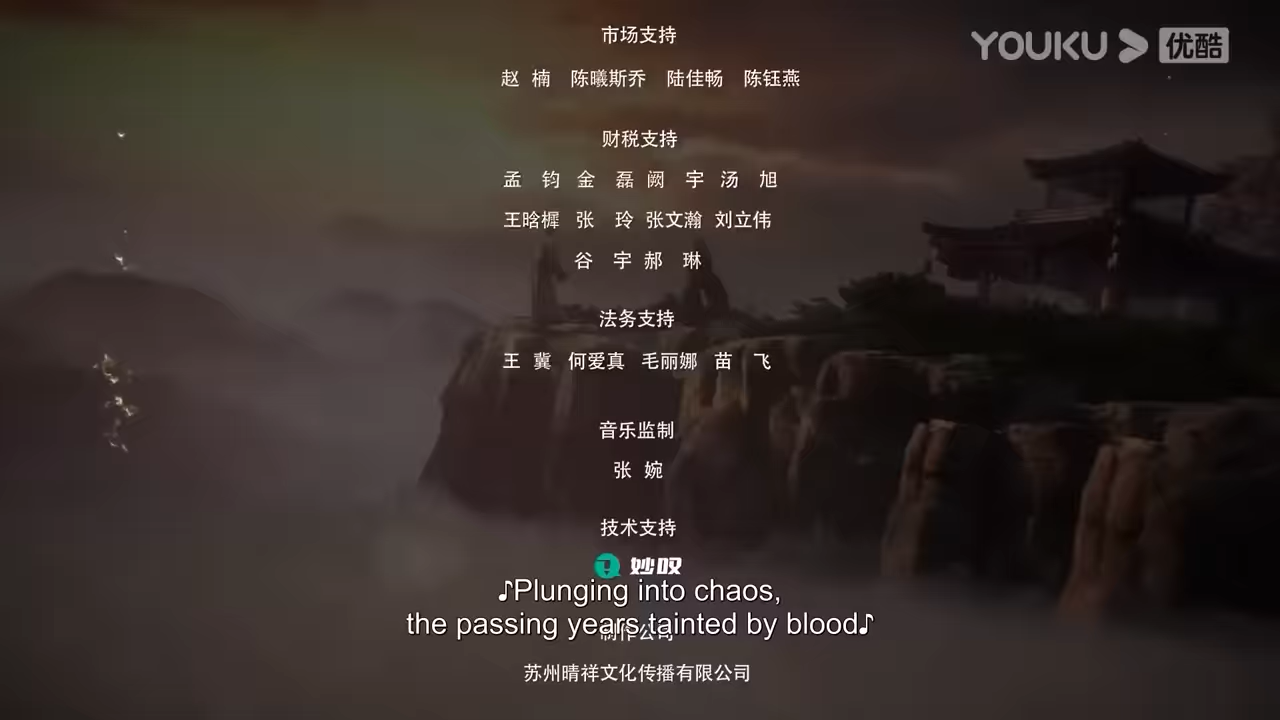 市场支持
YOUKU 优酷
赵 楠 陈曦斯乔 陆佳畅 陈钰燕
财税支持
孟 钧 金 磊 阙 宇 汤 旭
王晗樨 张 玲 张文瀚 刘立伟
谷 宇 郝 琳
法务支持
王 冀 何爱真 毛丽娜 苗 飞
音乐监制
张 婉
技术支持
妙叹
♪Plunging into chaos,
the passing years tainted by blood♪
制作公司
苏州晴祥文化传播有限公司